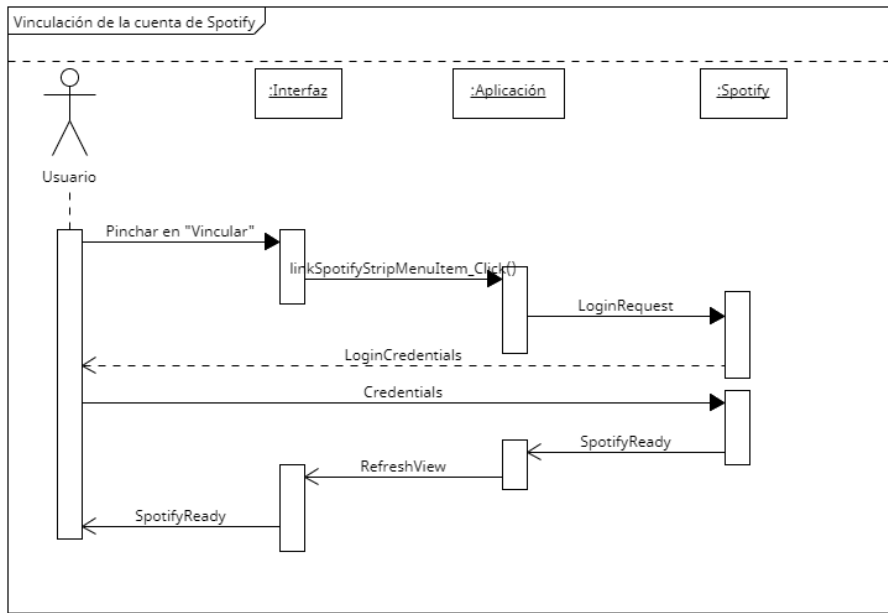 Vinculación de la cuenta de Spotify
:Interfaz
:Aplicación
:Spotify
Usuario
Pinchar en "Vincular"
linkSpotifyStripMenuItem_Click()
LoginRequest
LoginCredentials
Credentials
SpotifyReady
RefreshView
SpotifyReady